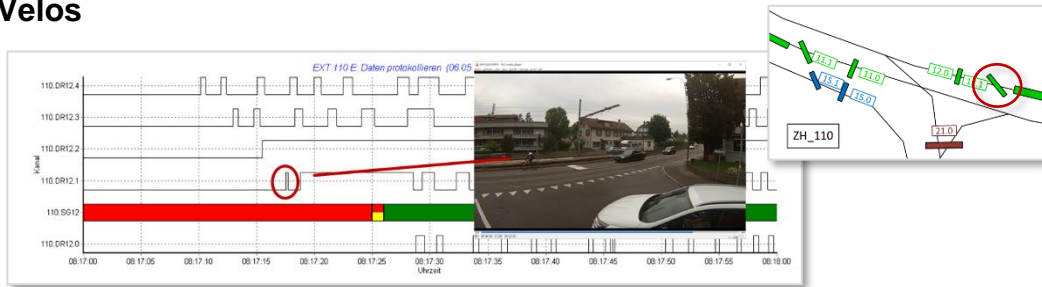 Velos
EXT 110 E: Daten protokollieren (06.05
110.DR12.4
110.DR12.3
110.DR12.2
110.DR12.1
110.SG12
110.DR12.0
Kanal
08:17:00 08:17:05 08:17:10 08:17:15 08:17:20 08:17:25 08:17:30 08:17:35 08:17:40 08:17:45 08:17:50 08:17:55 08:18:00
Uhrzeit
11.1
11.0
12.0
15.1
15.0
21.0
ZH_110